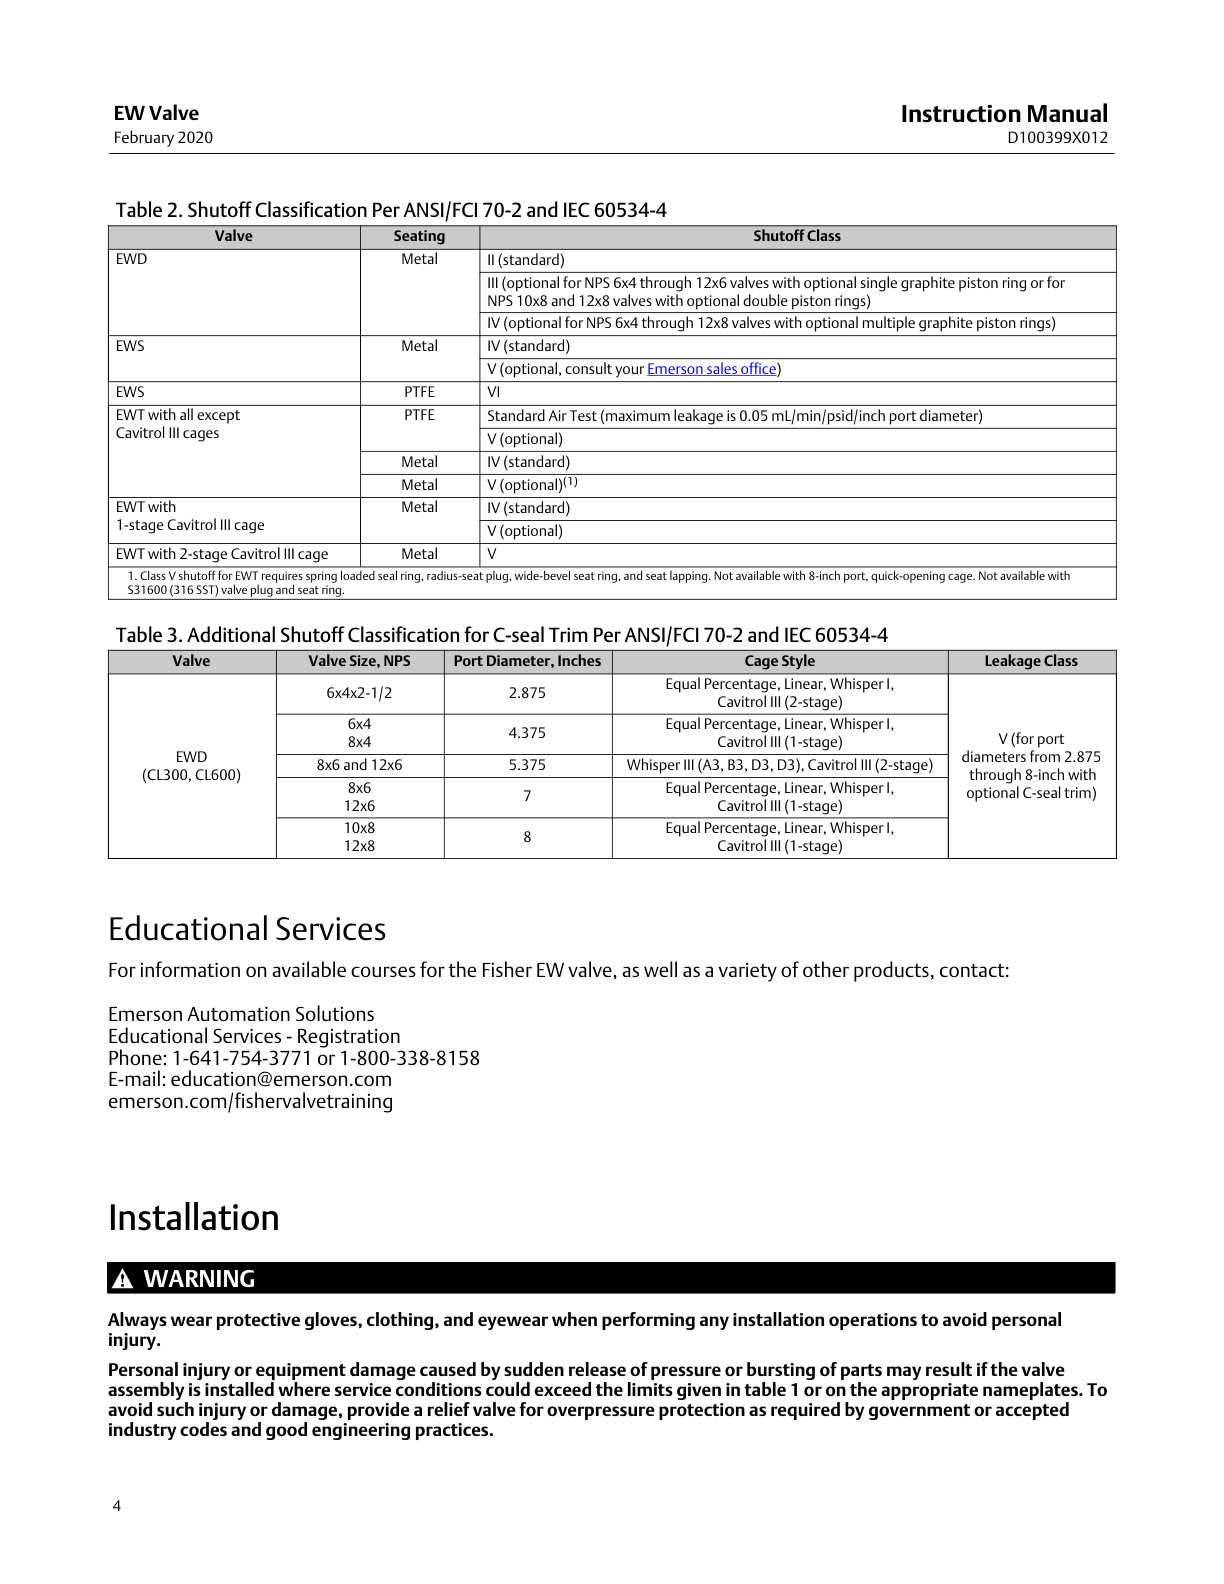 EW Valve
February 2020
Instruction Manual
D100399X012
Table 2. Shutoff Classification Per ANSI/FCI 70-2 and IEC 60534-4
Valve Seating Shutoff Class
EWD Metal II (standard)
III (optional for NPS 6x4 through 12x6 valves with optional single graphite piston ring or for
NPS 10x8 and 12x8 valves with optional double piston rings)
IV (optional for NPS 6x4 through 12x8 valves with optional multiple graphite piston rings)
EWS Metal IV (standard)
V (optional, consult your Emerson sales office)
EWS PTFE VI
EWT with all except
Cavitrol III cages
PTFE Standard Air Test (maximum leakage is 0.05 mL/min/psid/inch port diameter)
V (optional)
Metal IV (standard)
Metal V (optional)(1)
EWT with
1-stage Cavitrol III cage
Metal IV (standard)
V (optional)
EWT with 2-stage Cavitrol III cage Metal V
1. Class V shutoff for EWT requires spring loaded seal ring, radius-seat plug, wide-bevel seat ring, and seat lapping. Not available with 8-inch port, quick-opening cage. Not available with
S31600 (316 SST) valve plug and seat ring.
Table 3. Additional Shutoff Classification for C-seal Trim Per ANSI/FCI 70-2 and IEC 60534-4
Valve Valve Size, NPS Port Diameter, Inches Cage Style Leakage Class
EWD
(CL300, CL600)
6x4x2-1/2 2.875 Equal Percentage, Linear, Whisper I,
Cavitrol III (2-stage)
6x4
8x4
4.375
Equal Percentage, Linear, Whisper I,
Cavitrol III (1-stage)
8x6 and 12x6 5.375 Whisper III (A3, B3, D3, D3), Cavitrol III (2-stage)
8x6
12x6
7
Equal Percentage, Linear, Whisper I,
Cavitrol III (1-stage)
10x8
12x8
8
Equal Percentage, Linear, Whisper I,
Cavitrol III (1-stage)
V (for port
diameters from 2.875
through 8-inch with
optional C-seal trim)
Educational Services
For information on available courses for the Fisher EW valve, as well as a variety of other products, contact:
Emerson Automation Solutions
Educational Services - Registration
Phone: 1-641-754-3771 or 1-800-338-8158
E-mail: education@emerson.com
emerson.com/fishervalvetraining
Installation
WARNING
Always wear protective gloves, clothing, and eyewear when performing any installation operations to avoid personal
injury.
Personal injury or equipment damage caused by sudden release of pressure or bursting of parts may result if the valve
assembly is installed where service conditions could exceed the limits given in table 1 or on the appropriate nameplates. To
avoid such injury or damage, provide a relief valve for overpressure protection as required by government or accepted
industry codes and good engineering practices.
4